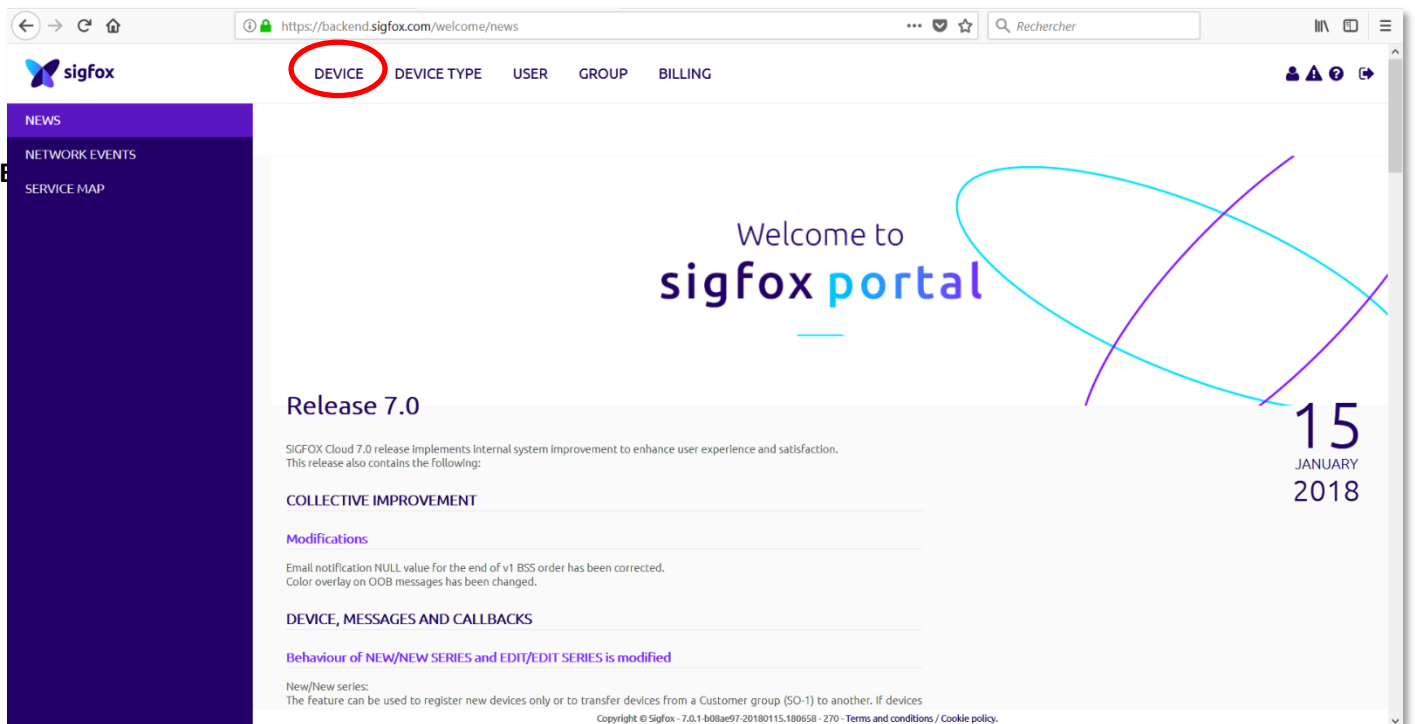 https://backend.sigfox.com/welcome/news
Rechercher
sigfox
DEVICE DEVICE TYPE USER GROUP BILLING
NEWS
NETWORK EVENTS
SERVICE MAP
Welcome to
sigfox portal
Release 7.0
15
JANUARY
2018
SIGFOX Cloud 7.0 release implements internal system improvement to enhance user experience and satisfaction.
This release also contains the following:
COLLECTIVE IMPROVEMENT
Modifications
Email notification NULL value for the end of v1 BSS order has been corrected.
Color overlay on OOB messages has been changed.
DEVICE, MESSAGES AND CALLBACKS
Behaviour of NEW/NEW SERIES and EDIT/EDIT SERIES is modified
New/New series:
The feature can be used to register new devices only or to transfer devices from a Customer group (SO-1) to another. If devices
Copyright © Sigfox - 7.0.1-b08ae97-20180115.180658 - 270 - Terms and conditions / Cookie policy.